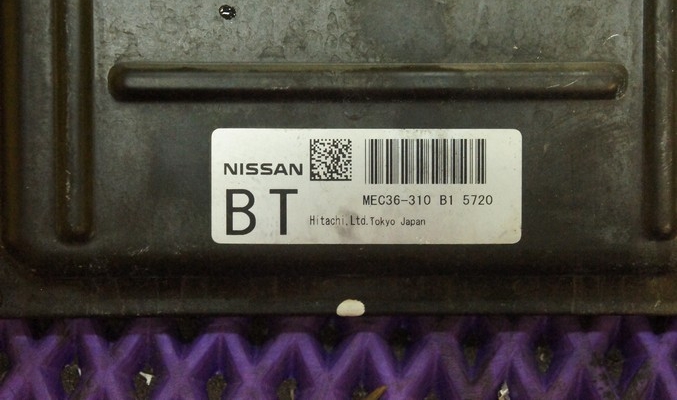 NISSAN
BT
MEC36-310 B1 5720
Hitachi,Ltd.Tokyo Japan